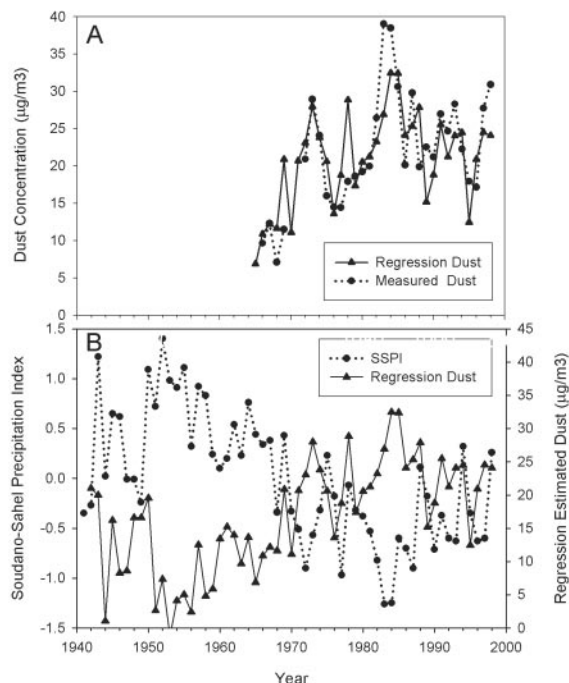 A
40
35
30
25
20
15
10
5
0
Dust Concentration (µg/m3)
Regression Dust
Measured Dust
B
1.5
1.0
0.5
0.0
-0.5
-1.0
-1.5
Soudano-Sahel Precipitation Index
SSPI
Regression Dust
45
40
35
30
25
20
15
10
5
0
Regression Estimated Dust (µg/m3)
1940 1950 1960 1970 1980 1990 2000
Year